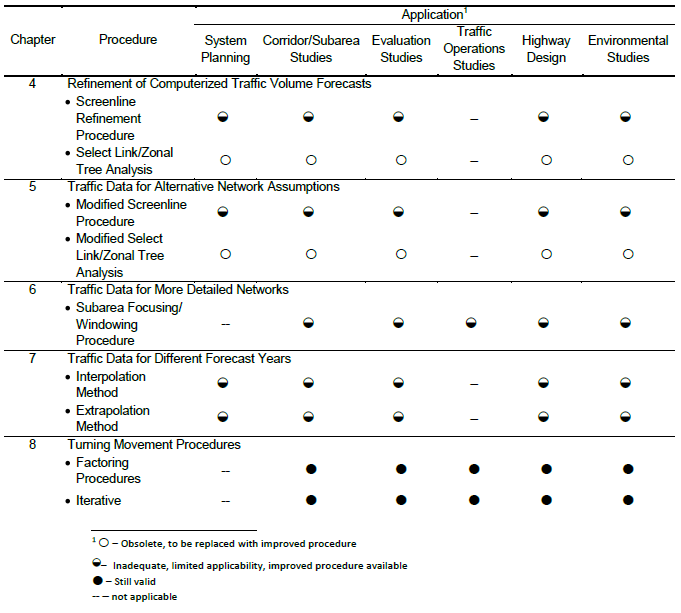 Application1
Chapter Procedure System Planning Corridor/Subarea Studies Evaluation Studies Traffic Operations Studies Highway Design Environmental Studies
4 Refinement of Computerized Traffic Volume Forecasts
• Screenline Refinement Procedure ◒ ◒ ◒ – ◒ ◒
• Select Link/Zonal Tree Analysis ○ ○ ○ – ○ ○
5 Traffic Data for Alternative Network Assumptions
• Modified Screenline Procedure ◒ ◒ ◒ – ◒ ◒
• Modified Select Link/Zonal Tree Analysis ○ ○ ○ – ○ ○
6 Traffic Data for More Detailed Networks
• Subarea Focusing/ Windowing Procedure -- ◒ ◒ ◒ ◒ ◒
7 Traffic Data for Different Forecast Years
• Interpolation Method ◒ ◒ ◒ – ◒ ◒
• Extrapolation Method ◒ ◒ ◒ – ◒ ◒
8 Turning Movement Procedures
• Factoring Procedures -- ● ● ● ● ●
• Iterative -- ● ● ● ● ●
1 ○ – Obsolete, to be replaced with improved procedure
◒– Inadequate, limited applicability, improved procedure available
● – Still valid
-- – not applicable